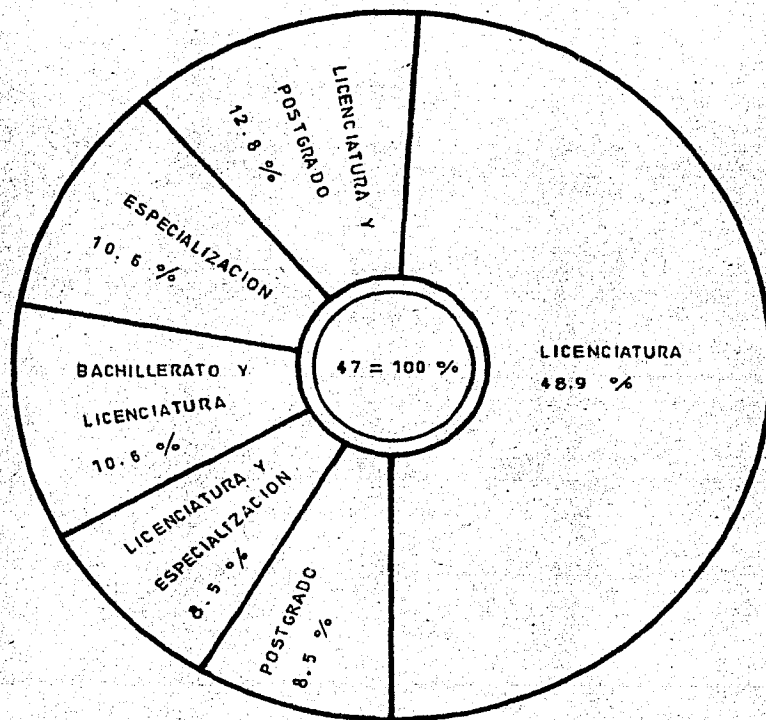 LICENCIATURA Y
POSTGRADO
12.8 %
ESPECIALIZACION
10.6 %
BACHILLERATO Y
LICENCIATURA
10.6 %
LICENCIATURA Y
ESPECIALIZACION
8.5 %
POSTGRADO
8.5 %
47 = 100 %
LICENCIATURA
48.9 %